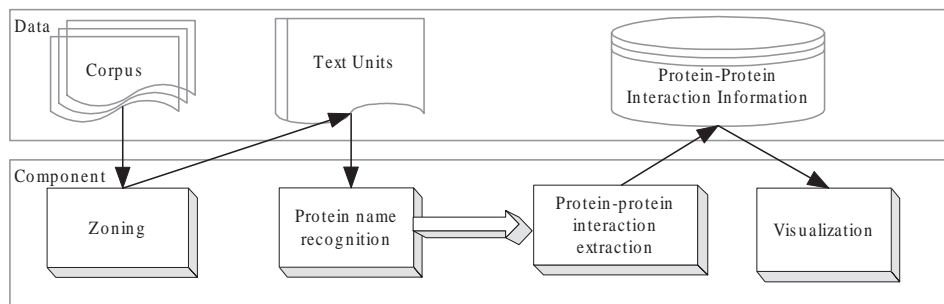 Data
Corpus
Text Units
Protein-Protein
Interaction Information
Component
Zoning
Protein name
recognition
Protein-protein
interaction
extraction
Visualization